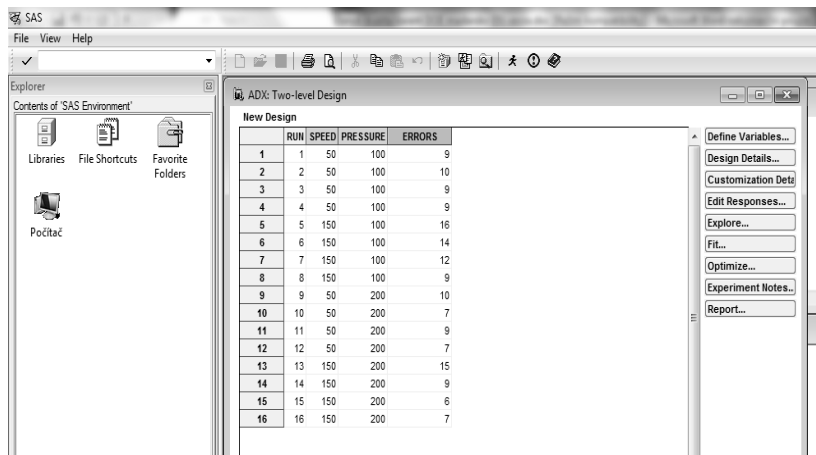 SAS
File View Help
Explorer
Contents of 'SAS Environment'
Libraries File Shortcuts Favorite Folders
Počítač
ADX: Two-level Design
New Design
RUN SPEED PRESSURE ERRORS
1 1 50 100 9
2 2 50 100 10
3 3 50 100 9
4 4 50 100 9
5 5 150 100 16
6 6 150 100 14
7 7 150 100 12
8 8 150 100 9
9 9 50 200 10
10 10 50 200 7
11 11 50 200 9
12 12 50 200 7
13 13 150 200 15
14 14 150 200 9
15 15 150 200 6
16 16 150 200 7
Define Variables...
Design Details...
Customization Deta
Edit Responses...
Explore...
Fit...
Optimize...
Experiment Notes..
Report...